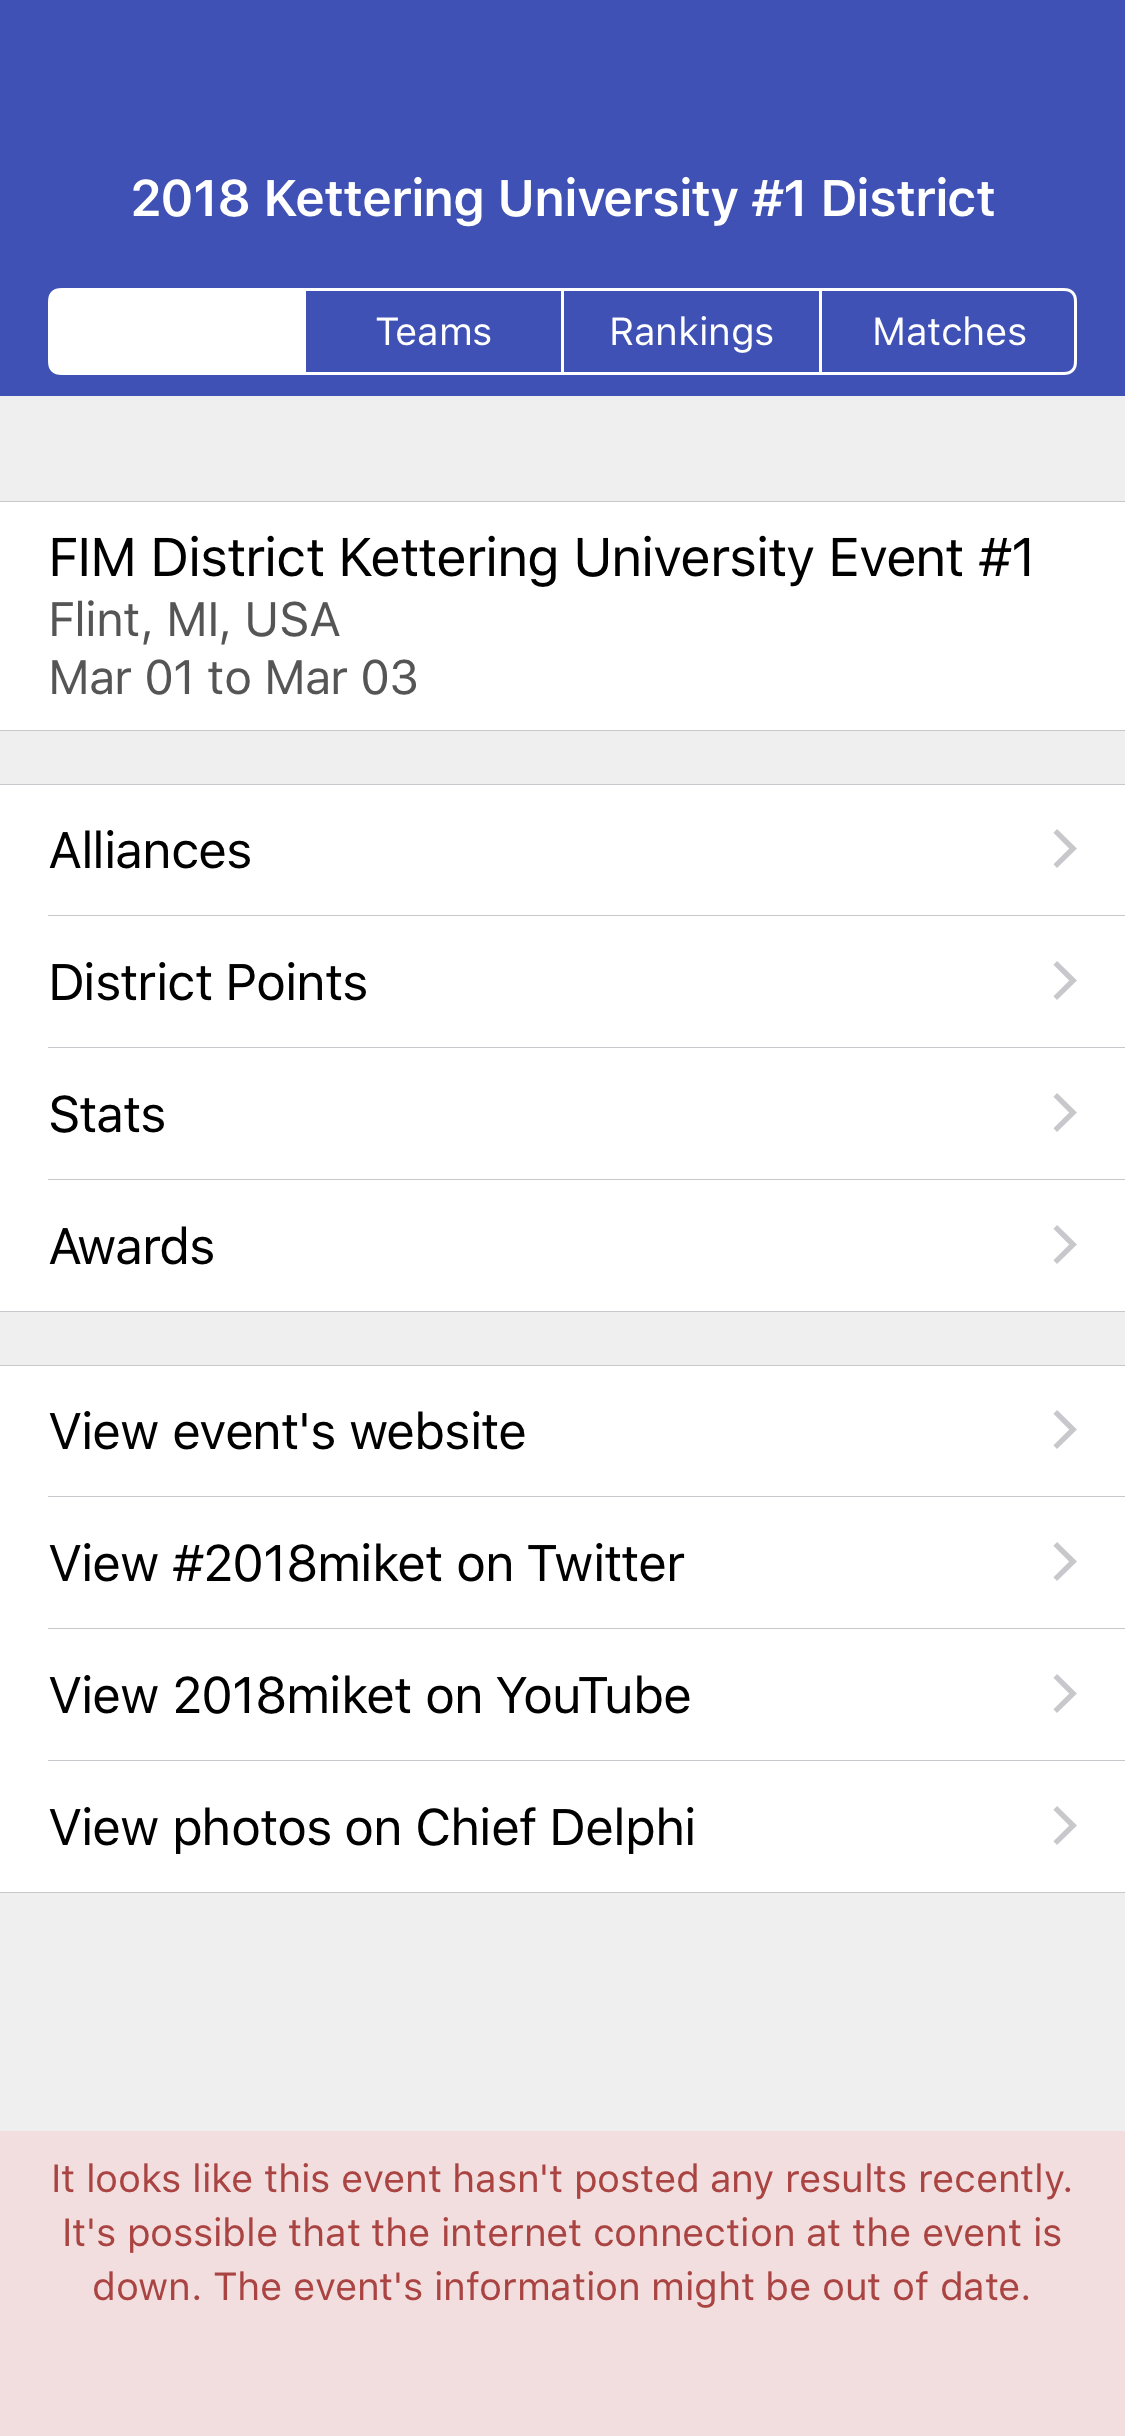 2018 Kettering University #1 District
Teams
Rankings
Matches
FIM District Kettering University Event #1
Flint, MI, USA
Mar 01 to Mar 03
Alliances
District Points
Stats
Awards
View event's website
View #2018miket on Twitter
View 2018miket on YouTube
View photos on Chief Delphi
It looks like this event hasn't posted any results recently.
It's possible that the internet connection at the event is
down. The event's information might be out of date.